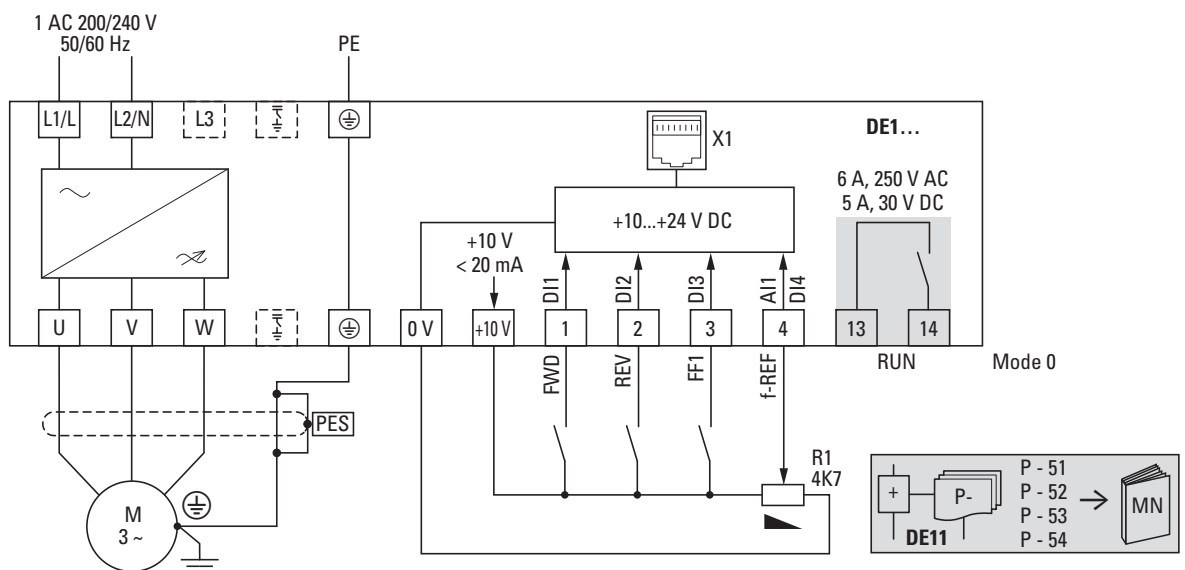 1 AC 200/240 V
50/60 Hz
PE
L1/L
L2/N
L3
X1
DE1...
6 A, 250 V AC
5 A, 30 V DC
+10...+24 V DC
+10 V
< 20 mA
DI1
DI2
DI3
AI1
DI4
U
V
W
0 V
+10 V
1
2
3
4
13
14
FWD
REV
FF1
f-REF
RUN
Mode 0
PES
R1
4K7
M
3 ~
+
P-
DE11
P - 51
P - 52
P - 53
P - 54
MN